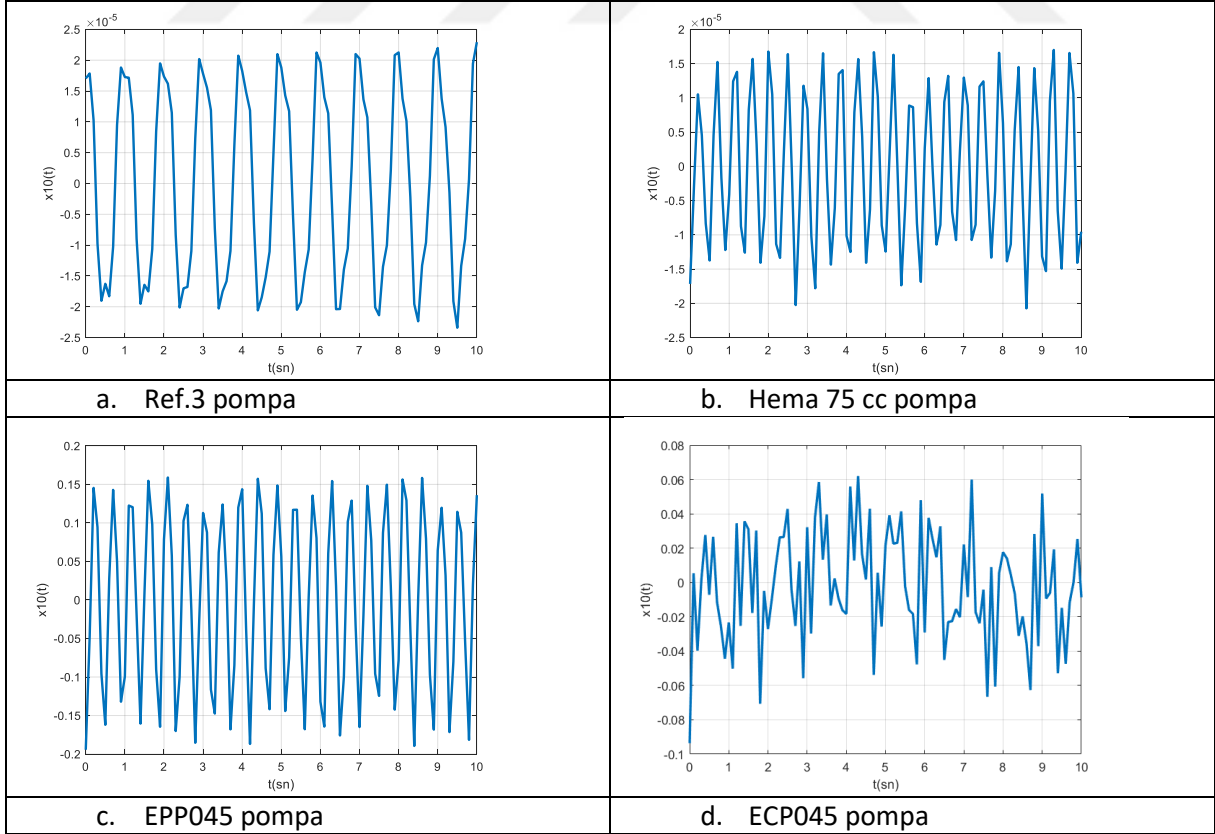 ×10⁻⁵
2.5
2
1.5
1
0.5
0
-0.5
-1
-1.5
-2
-2.5
x10(t)
0 1 2 3 4 5 6 7 8 9 10
t(sn)
×10⁻⁵
2
1.5
1
0.5
0
-0.5
-1
-1.5
-2
-2.5
x10(t)
0 1 2 3 4 5 6 7 8 9 10
t(sn)
a. Ref.3 pompa
b. Hema 75 cc pompa
0.2
0.15
0.1
0.05
0
-0.05
-0.1
-0.15
-0.2
x10(t)
0 1 2 3 4 5 6 7 8 9 10
t(sn)
0.08
0.06
0.04
0.02
0
-0.02
-0.04
-0.06
-0.08
-0.1
x10(t)
0 1 2 3 4 5 6 7 8 9 10
t(sn)
c. EPP045 pompa
d. ECP045 pompa